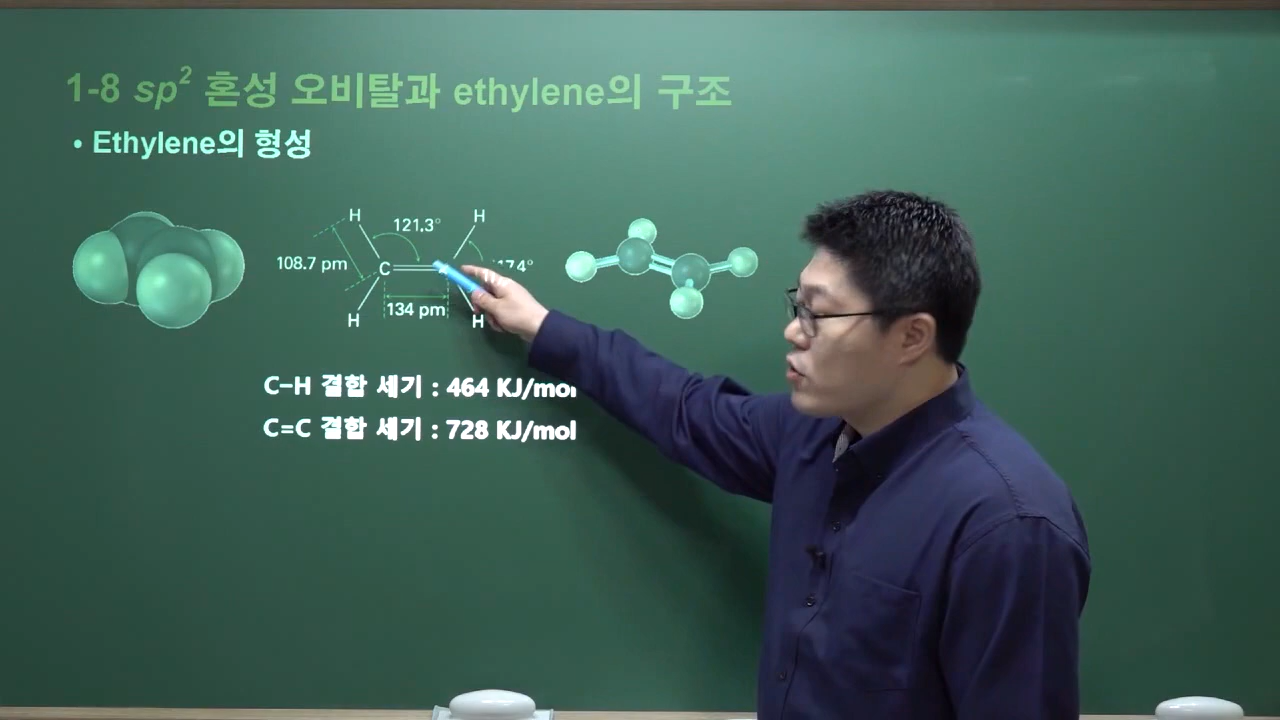 1-8 sp² 혼성 오비탈과 ethylene의 구조
• Ethylene의 형성
H
H
121.3°
108.7 pm
C
134 pm
H
H
C-H 결합 세기 : 464 KJ/mol
C=C 결합 세기 : 728 KJ/mol